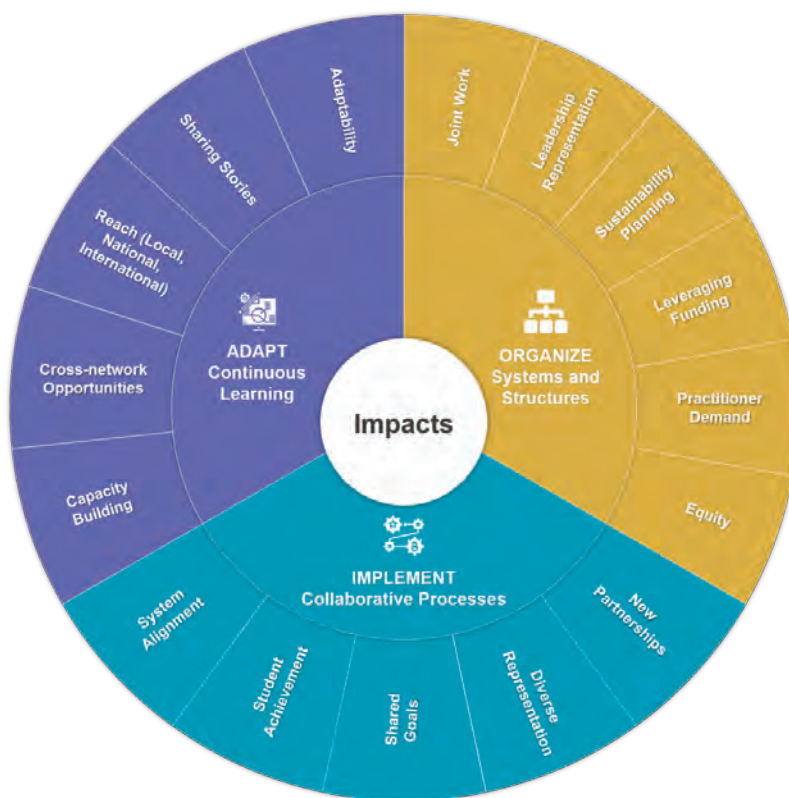 Impacts
ORGANIZE
Systems and
Structures
Joint Work
Leadership
Representation
Sustainability
Planning
Leveraging
Funding
Practitioner
Demand
Equity
IMPLEMENT
Collaborative Processes
New
Partnerships
Diverse
Representation
Shared
Goals
Student
Achievement
System
Alignment
ADAPT
Continuous
Learning
Capacity
Building
Cross-network
Opportunities
Reach (Local,
National,
International)
Sharing Stories
Adaptability